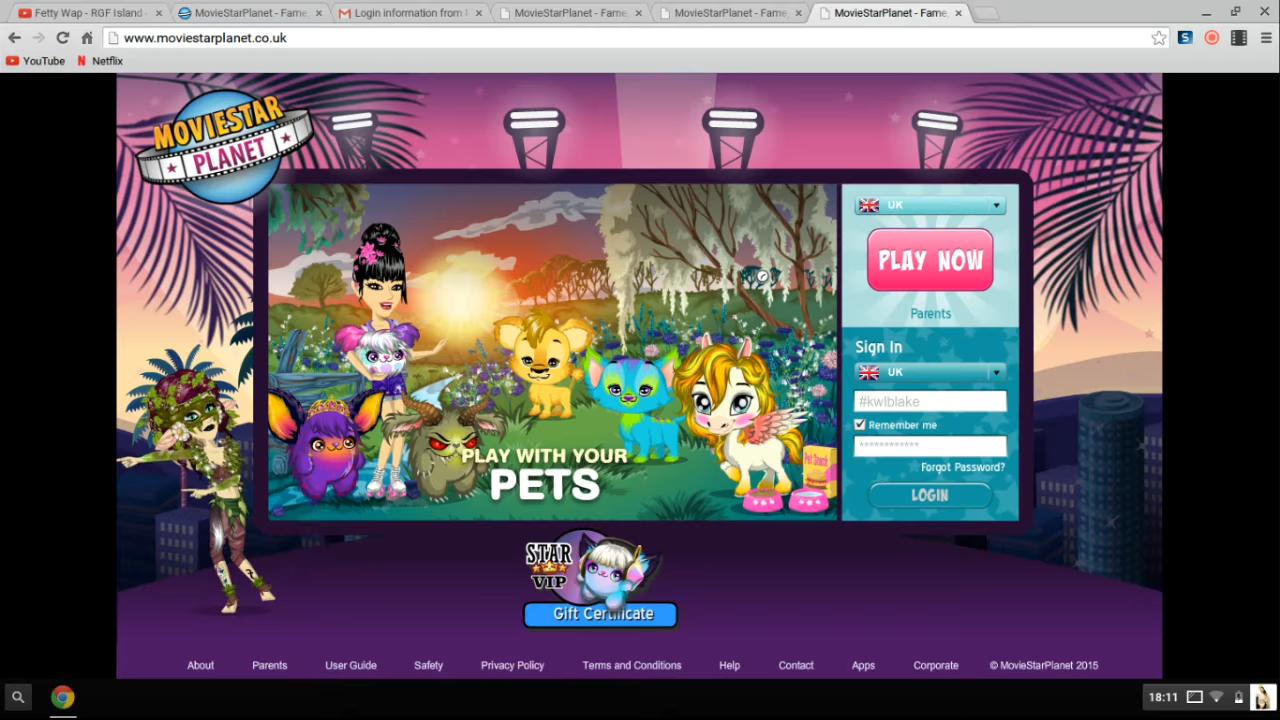 Fetty Wap - RGF Island -
MovieStarPlanet - Fame,
Login information from
MovieStarPlanet - Fame,
MovieStarPlanet - Fame,
MovieStarPlanet - Fame,
www.moviestarplanet.co.uk
YouTube
Netflix
MOVIESTAR
PLANET
UK
PLAY NOW
Parents
Sign In
UK
#kwlblake
Remember me
************
Forgot Password?
LOGIN
PLAY WITH YOUR
PETS
Pet Snack
STAR
VIP
Gift Certificate
About Parents User Guide Safety Privacy Policy Terms and Conditions Help Contact Apps Corporate © MovieStarPlanet 2015
18:11